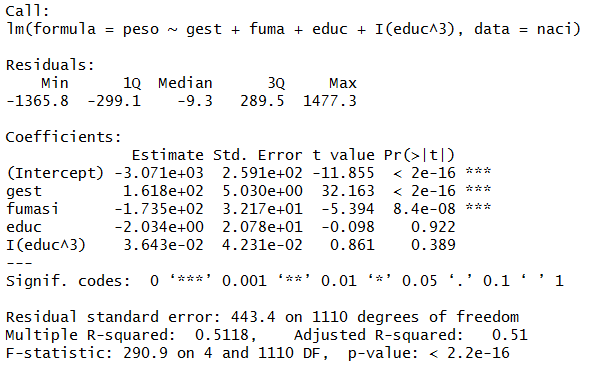 Call:
lm(formula = peso ~ gest + fuma + educ + I(educ^3), data = naci)
Residuals:
Min 1Q Median 3Q Max
-1365.8 -299.1 -9.3 289.5 1477.3
Coefficients:
Estimate Std. Error t value Pr(>|t|)
(Intercept) -3.071e+03 2.591e+02 -11.855 < 2e-16 ***
gest 1.618e+02 5.030e+00 32.163 < 2e-16 ***
fumasi -1.735e+02 3.217e+01 -5.394 8.4e-08 ***
educ -2.034e+00 2.078e+01 -0.098 0.922
I(educ^3) 3.643e-02 4.231e-02 0.861 0.389
---
Signif. codes: 0 ‘***’ 0.001 ‘**’ 0.01 ‘*’ 0.05 ‘.’ 0.1 ‘ ’ 1
Residual standard error: 443.4 on 1110 degrees of freedom
Multiple R-squared: 0.5118, Adjusted R-squared: 0.51
F-statistic: 290.9 on 4 and 1110 DF, p-value: < 2.2e-16